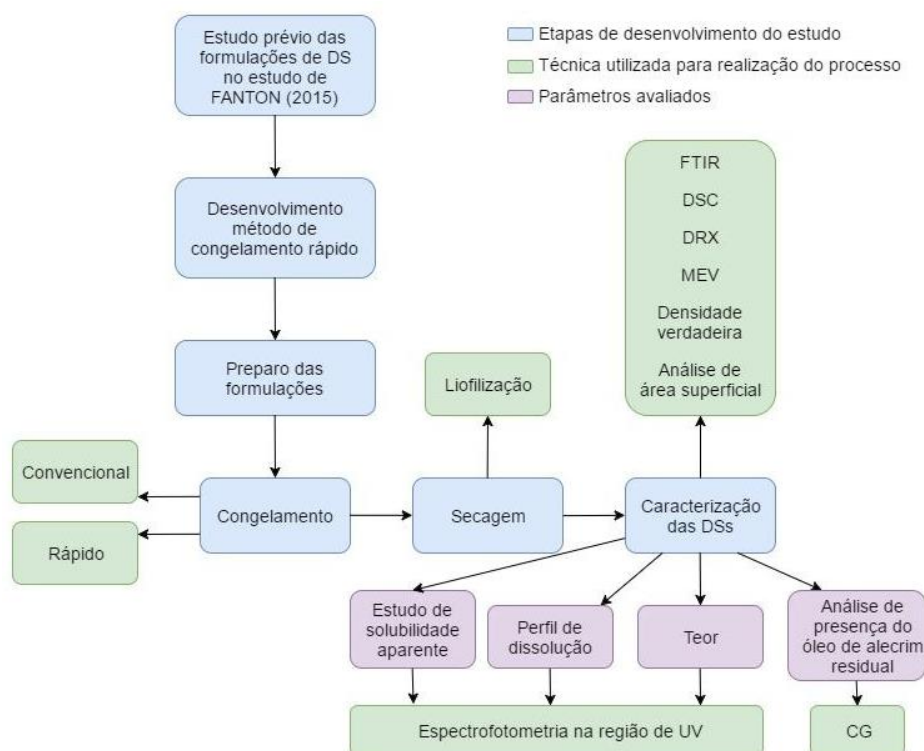 Estudo prévio das
formulações de DS
no estudo de
FANTON (2015)
Etapas de desenvolvimento do estudo
Técnica utilizada para realização do processo
Parâmetros avaliados
Desenvolvimento
método de
congelamento rápido
FTIR
DSC
DRX
MEV
Densidade
verdadeira
Análise de
área superficial
Preparo das
formulações
Liofilização
Convencional
Rápido
Congelamento
Secagem
Caracterização
das DSs
Estudo de
solubilidade
aparente
Perfil de
dissolução
Teor
Análise de
presença do
óleo de alecrim
residual
Espectrofotometria na região de UV
CG